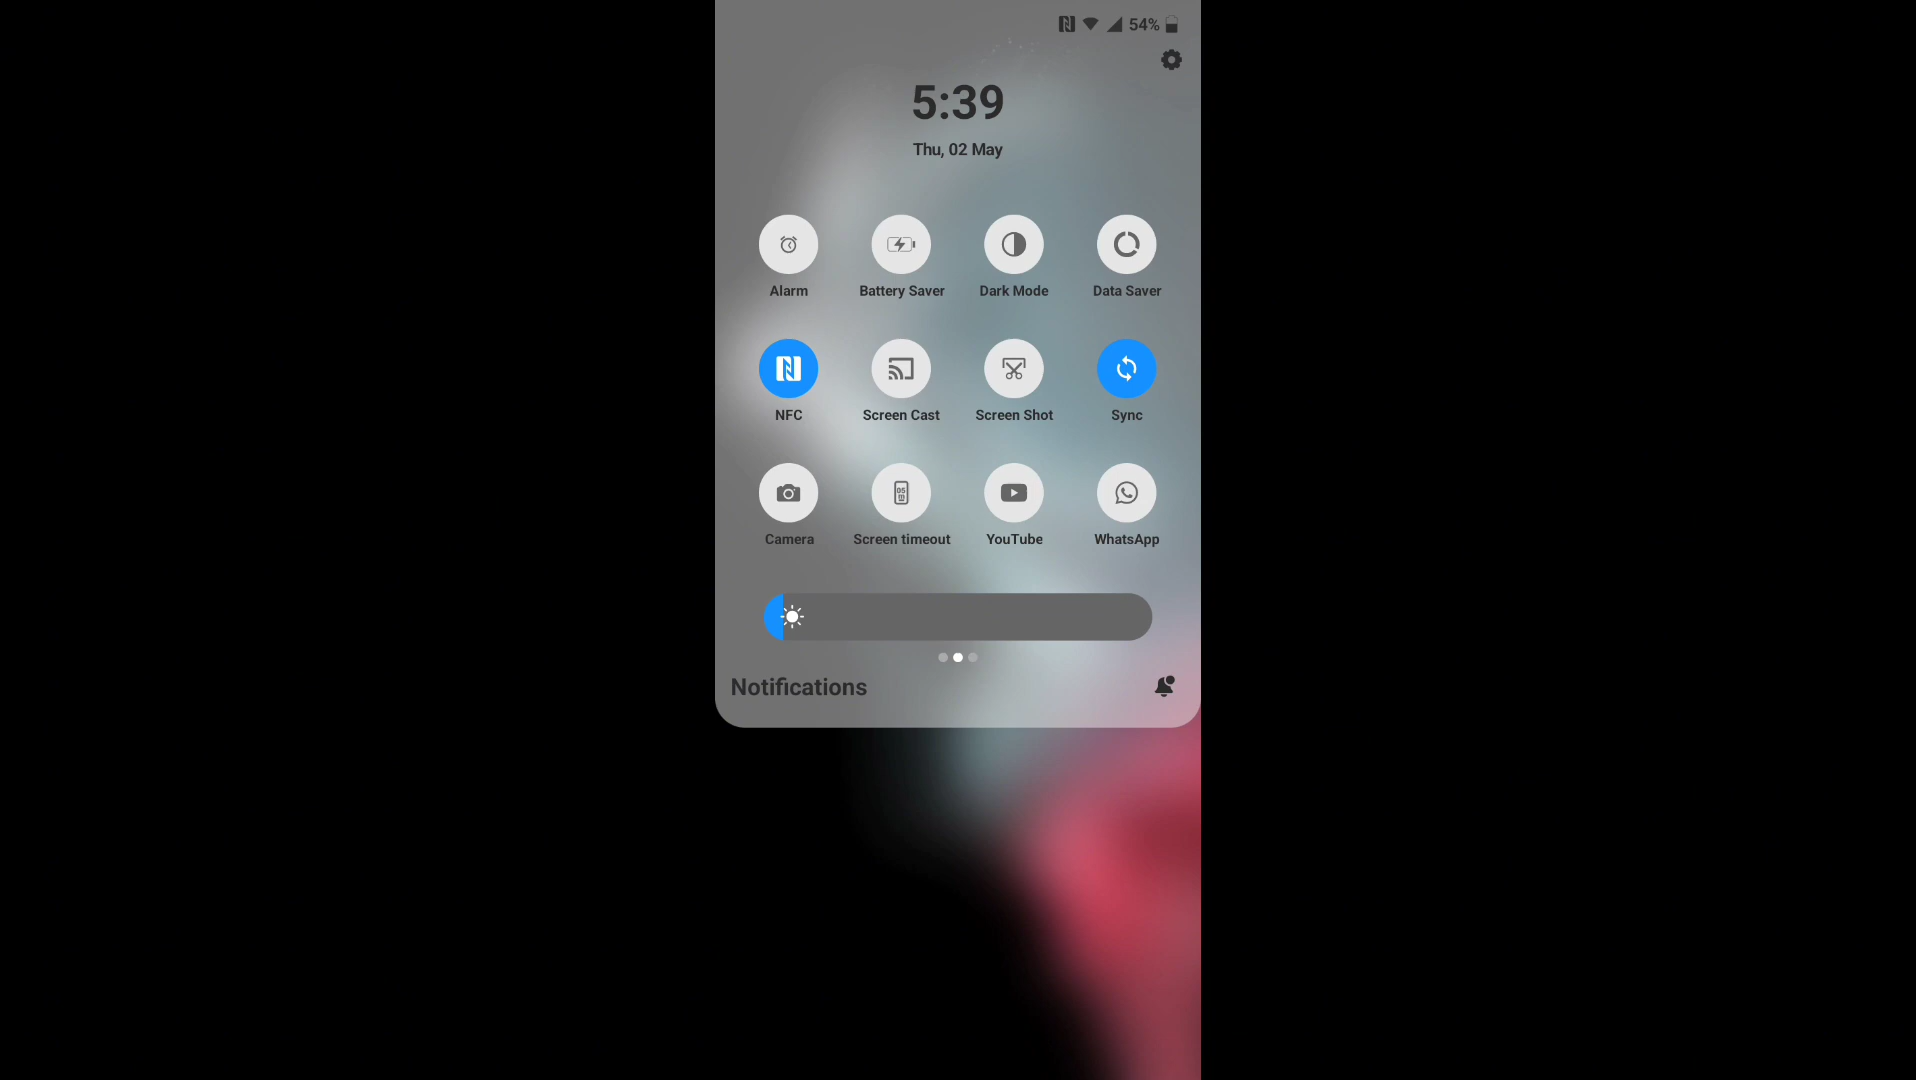 54%
5:39
Thu, 02 May
Alarm Battery Saver Dark Mode Data Saver
NFC Screen Cast Screen Shot Sync
05
m
Camera Screen timeout YouTube WhatsApp
Notifications